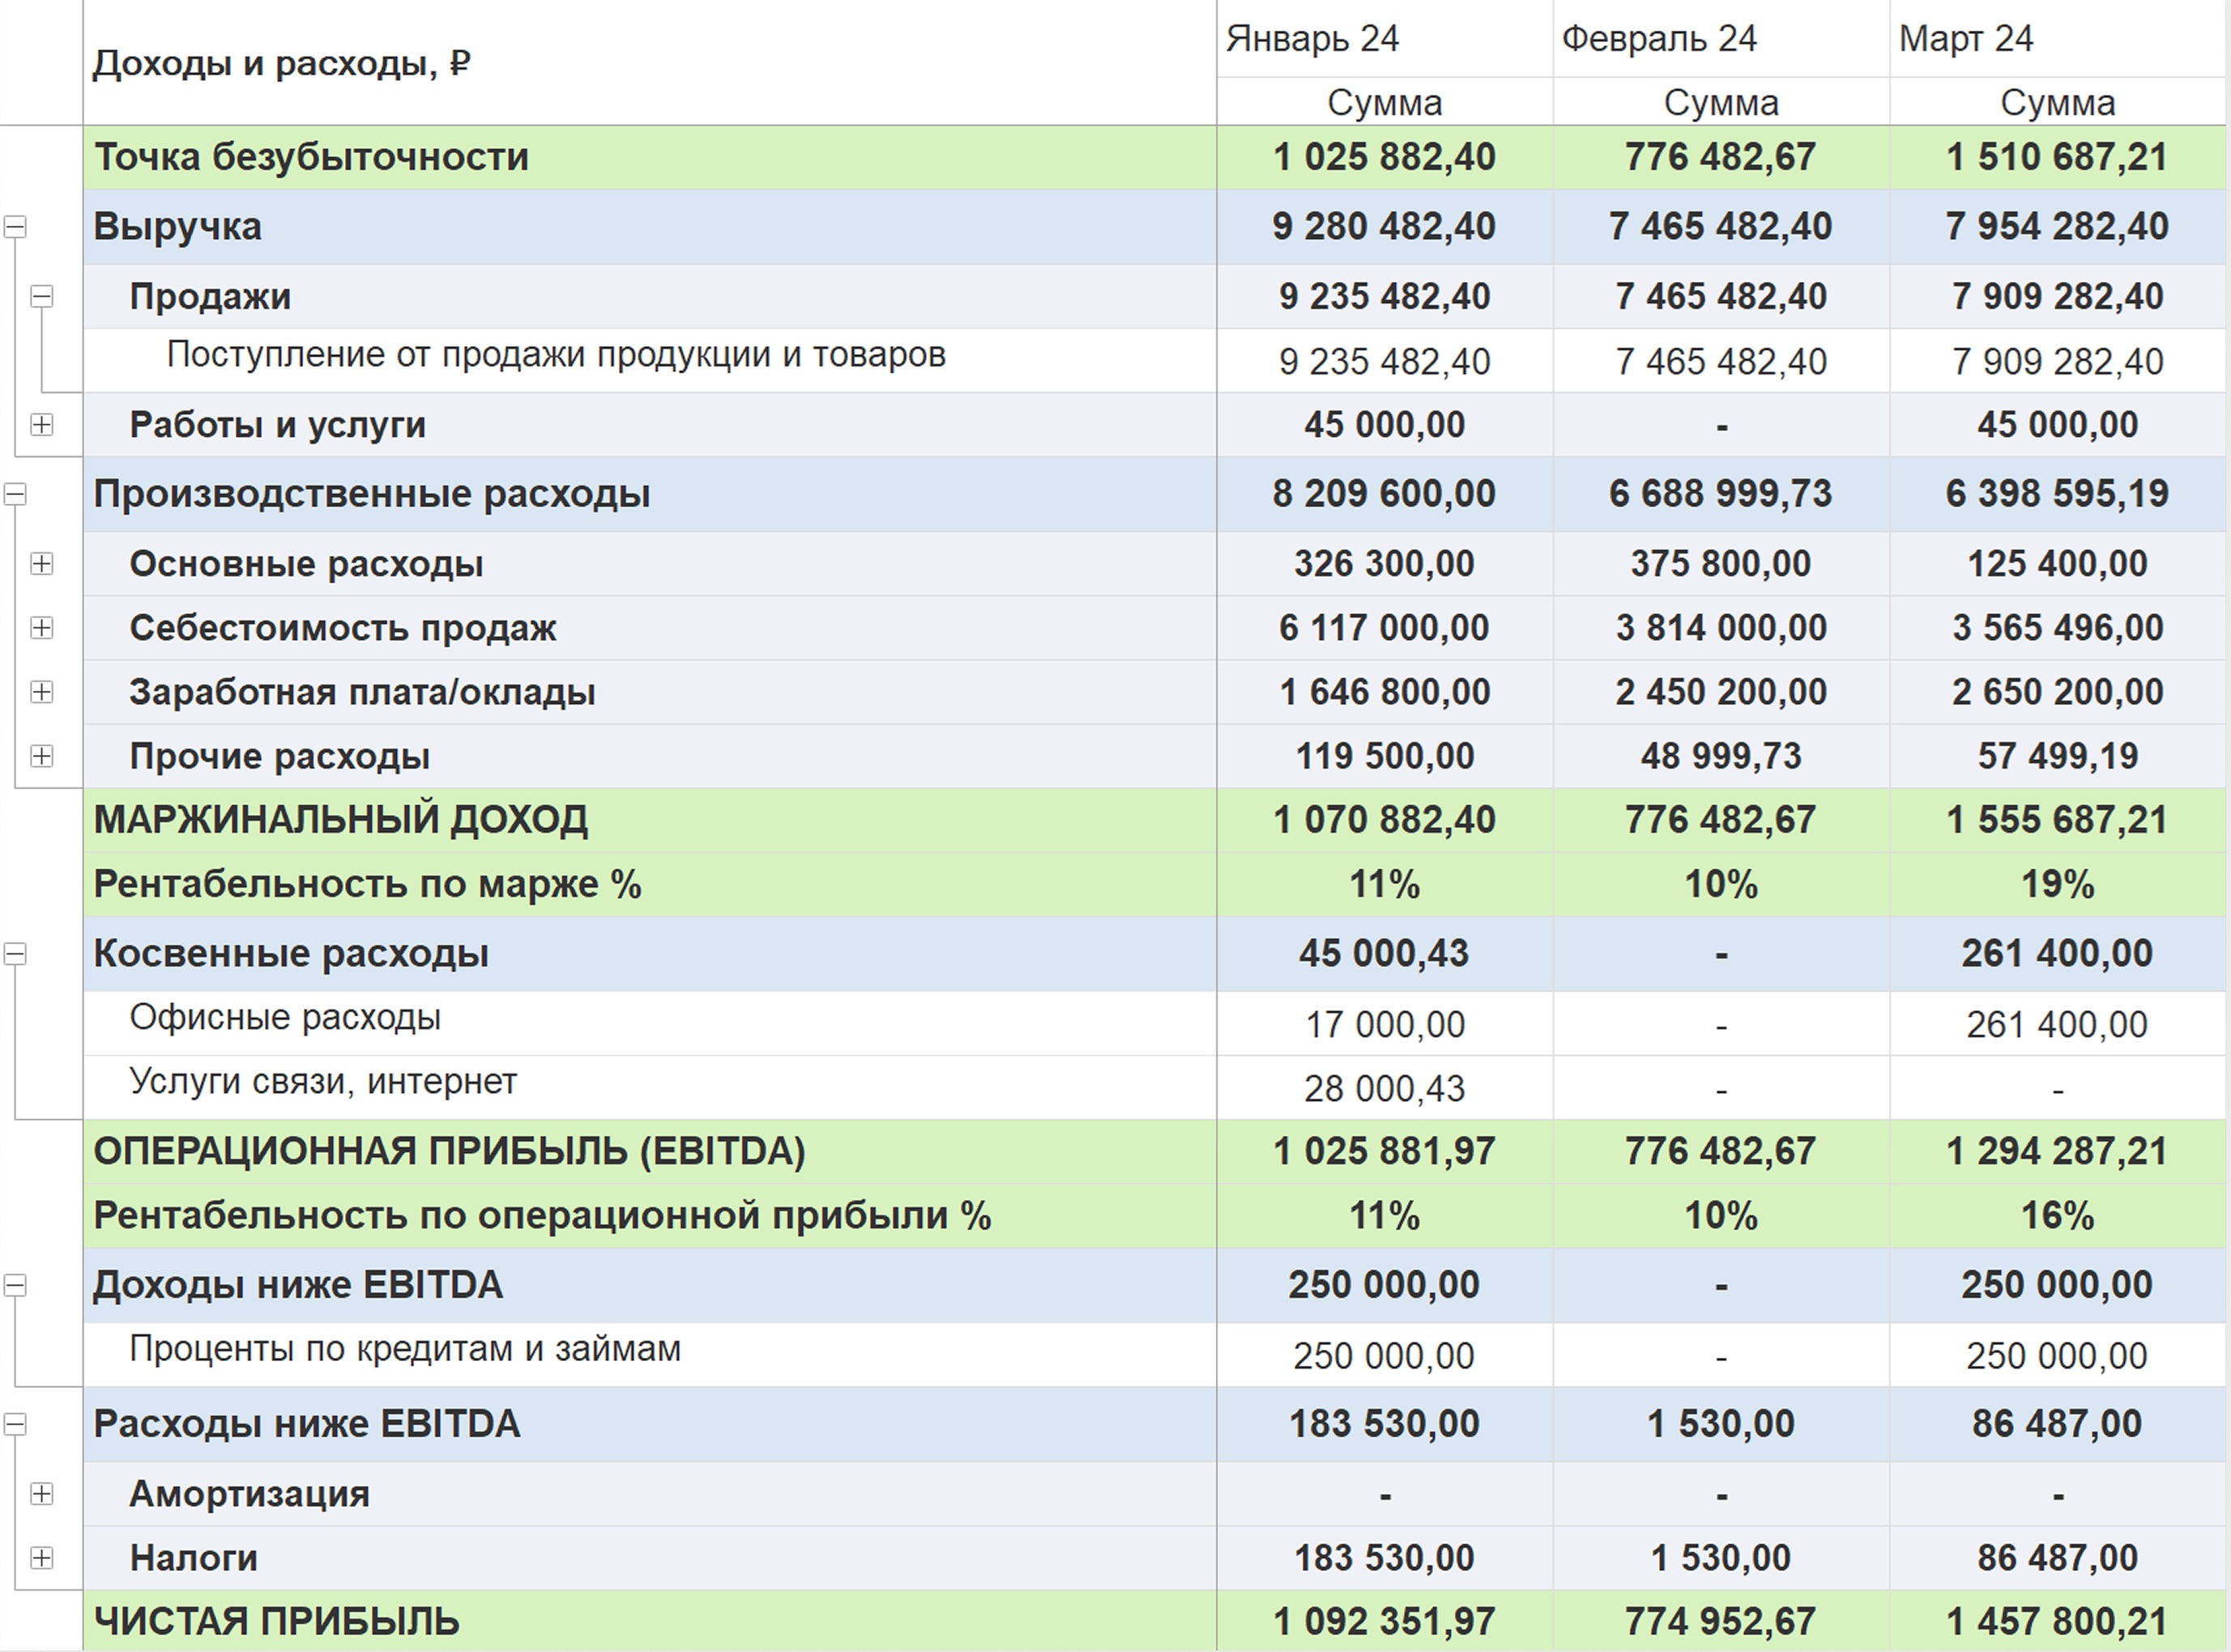 Доходы и расходы, ₽ Январь 24 Февраль 24 Март 24
Сумма Сумма Сумма
Точка безубыточности 1 025 882,40 776 482,67 1 510 687,21
Выручка 9 280 482,40 7 465 482,40 7 954 282,40
Продажи 9 235 482,40 7 465 482,40 7 909 282,40
Поступление от продажи продукции и товаров 9 235 482,40 7 465 482,40 7 909 282,40
Работы и услуги 45 000,00 - 45 000,00
Производственные расходы 8 209 600,00 6 688 999,73 6 398 595,19
Основные расходы 326 300,00 375 800,00 125 400,00
Себестоимость продаж 6 117 000,00 3 814 000,00 3 565 496,00
Заработная плата/оклады 1 646 800,00 2 450 200,00 2 650 200,00
Прочие расходы 119 500,00 48 999,73 57 499,19
МАРЖИНАЛЬНЫЙ ДОХОД 1 070 882,40 776 482,67 1 555 687,21
Рентабельность по марже % 11% 10% 19%
Косвенные расходы 45 000,43 - 261 400,00
Офисные расходы 17 000,00 - 261 400,00
Услуги связи, интернет 28 000,43 - -
ОПЕРАЦИОННАЯ ПРИБЫЛЬ (EBITDA) 1 025 881,97 776 482,67 1 294 287,21
Рентабельность по операционной прибыли % 11% 10% 16%
Доходы ниже EBITDA 250 000,00 - 250 000,00
Проценты по кредитам и займам 250 000,00 - 250 000,00
Расходы ниже EBITDA 183 530,00 1 530,00 86 487,00
Амортизация - - -
Налоги 183 530,00 1 530,00 86 487,00
ЧИСТАЯ ПРИБЫЛЬ 1 092 351,97 774 952,67 1 457 800,21